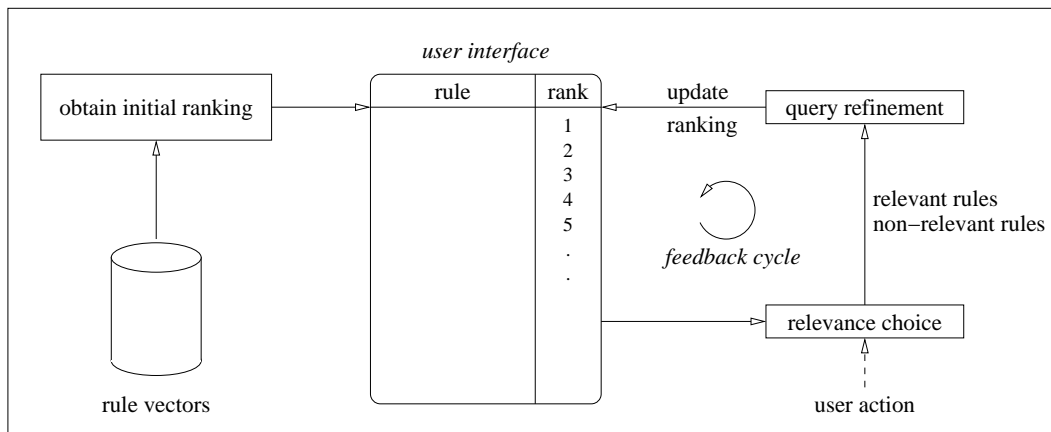 user interface
obtain initial ranking
rule
rank
1
2
3
4
5
.
.
update
ranking
query refinement
relevant rules
non−relevant rules
feedback cycle
relevance choice
rule vectors
user action